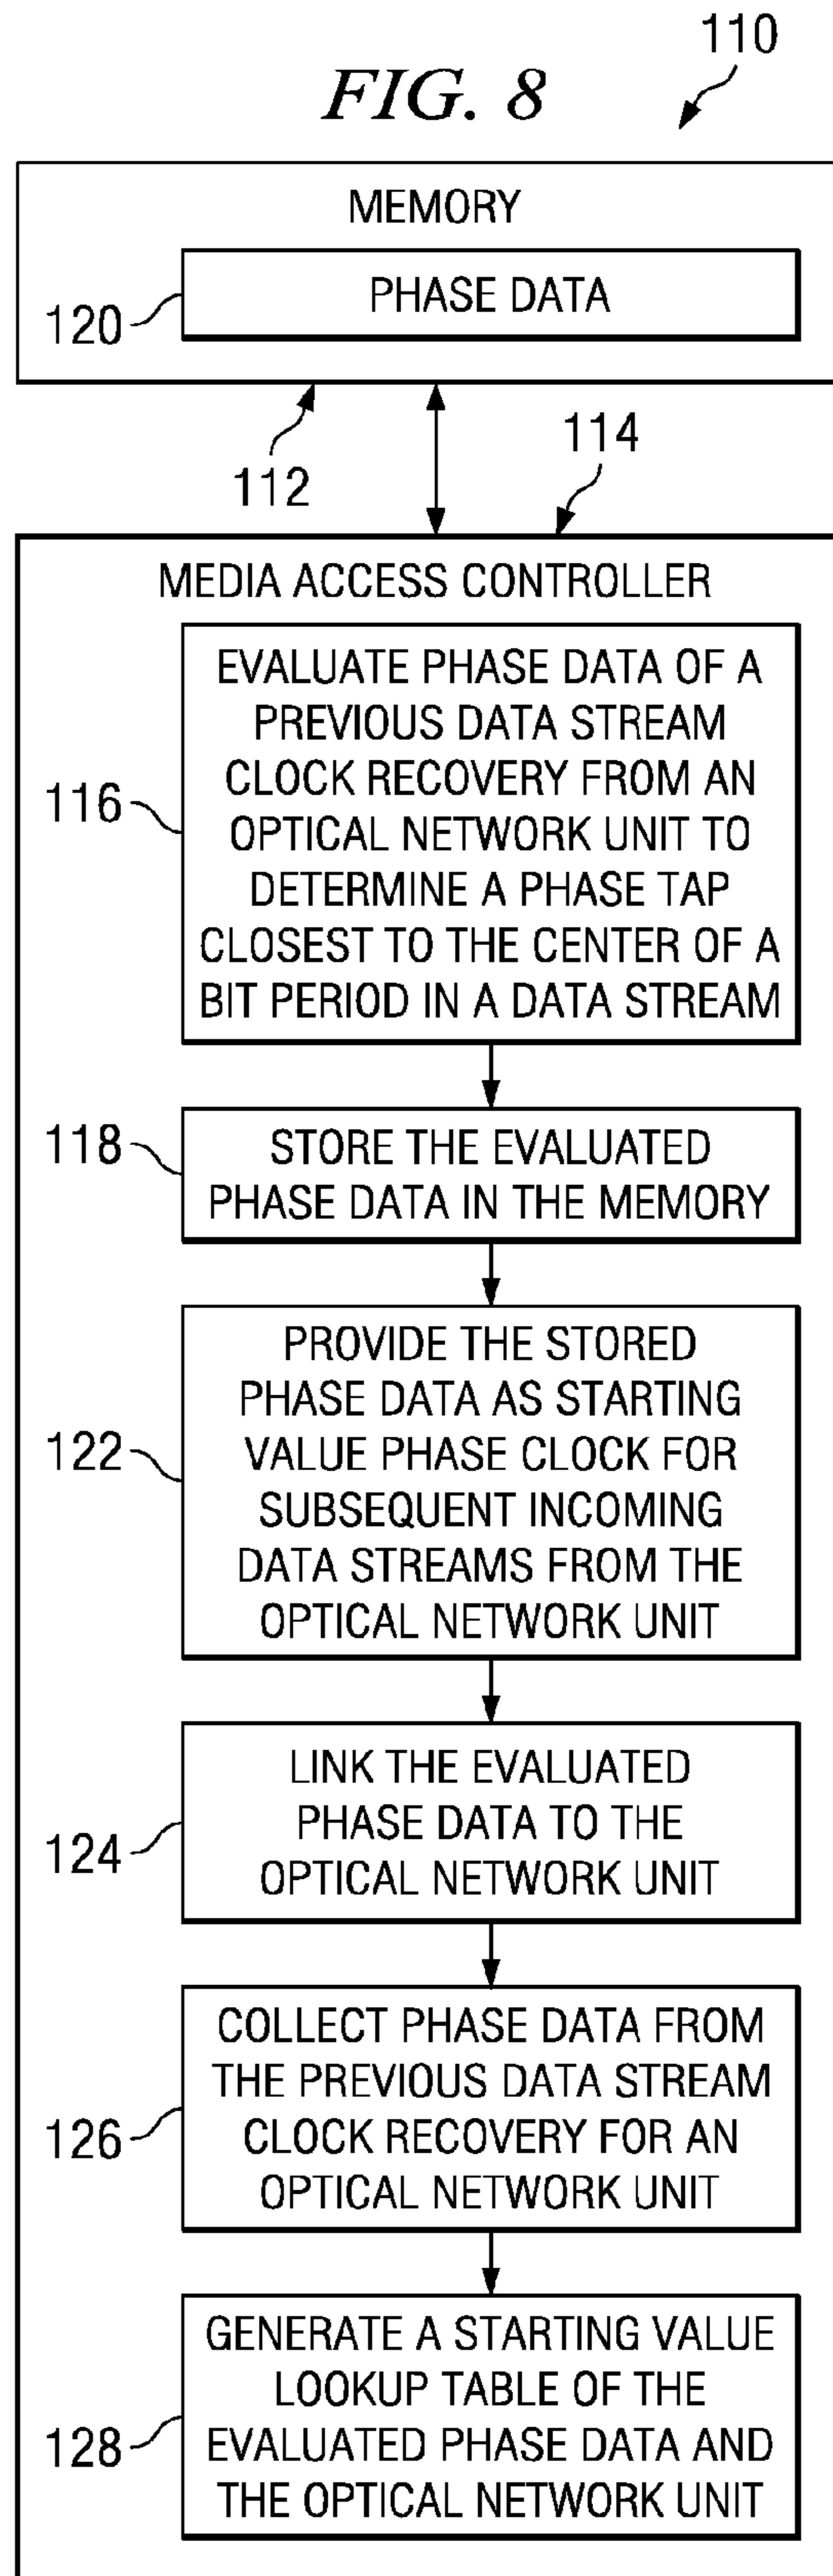 110
FIG. 8
MEMORY
PHASE DATA
120
112
114
MEDIA ACCESS CONTROLLER
EVALUATE PHASE DATA OF A
PREVIOUS DATA STREAM
CLOCK RECOVERY FROM AN
OPTICAL NETWORK UNIT TO
DETERMINE A PHASE TAP
CLOSEST TO THE CENTER OF A
BIT PERIOD IN A DATA STREAM
116
STORE THE EVALUATED
PHASE DATA IN THE MEMORY
118
PROVIDE THE STORED
PHASE DATA AS STARTING
VALUE PHASE CLOCK FOR
SUBSEQUENT INCOMING
DATA STREAMS FROM THE
OPTICAL NETWORK UNIT
122
LINK THE EVALUATED
PHASE DATA TO THE
OPTICAL NETWORK UNIT
124
COLLECT PHASE DATA FROM
THE PREVIOUS DATA STREAM
CLOCK RECOVERY FOR AN
OPTICAL NETWORK UNIT
126
GENERATE A STARTING VALUE
LOOKUP TABLE OF THE
EVALUATED PHASE DATA AND
THE OPTICAL NETWORK UNIT
128